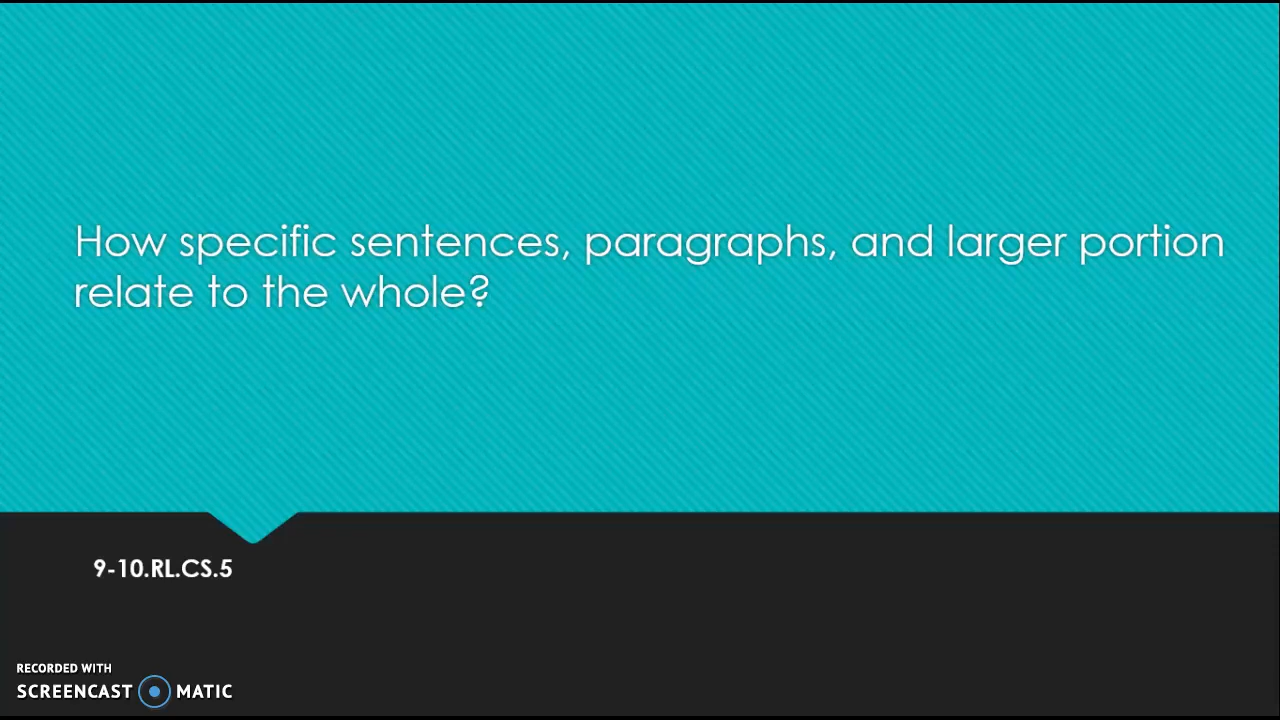 How specific sentences, paragraphs, and larger portion
relate to the whole?
9-10.RL.CS.5
RECORDED WITH
SCREENCAST MATIC